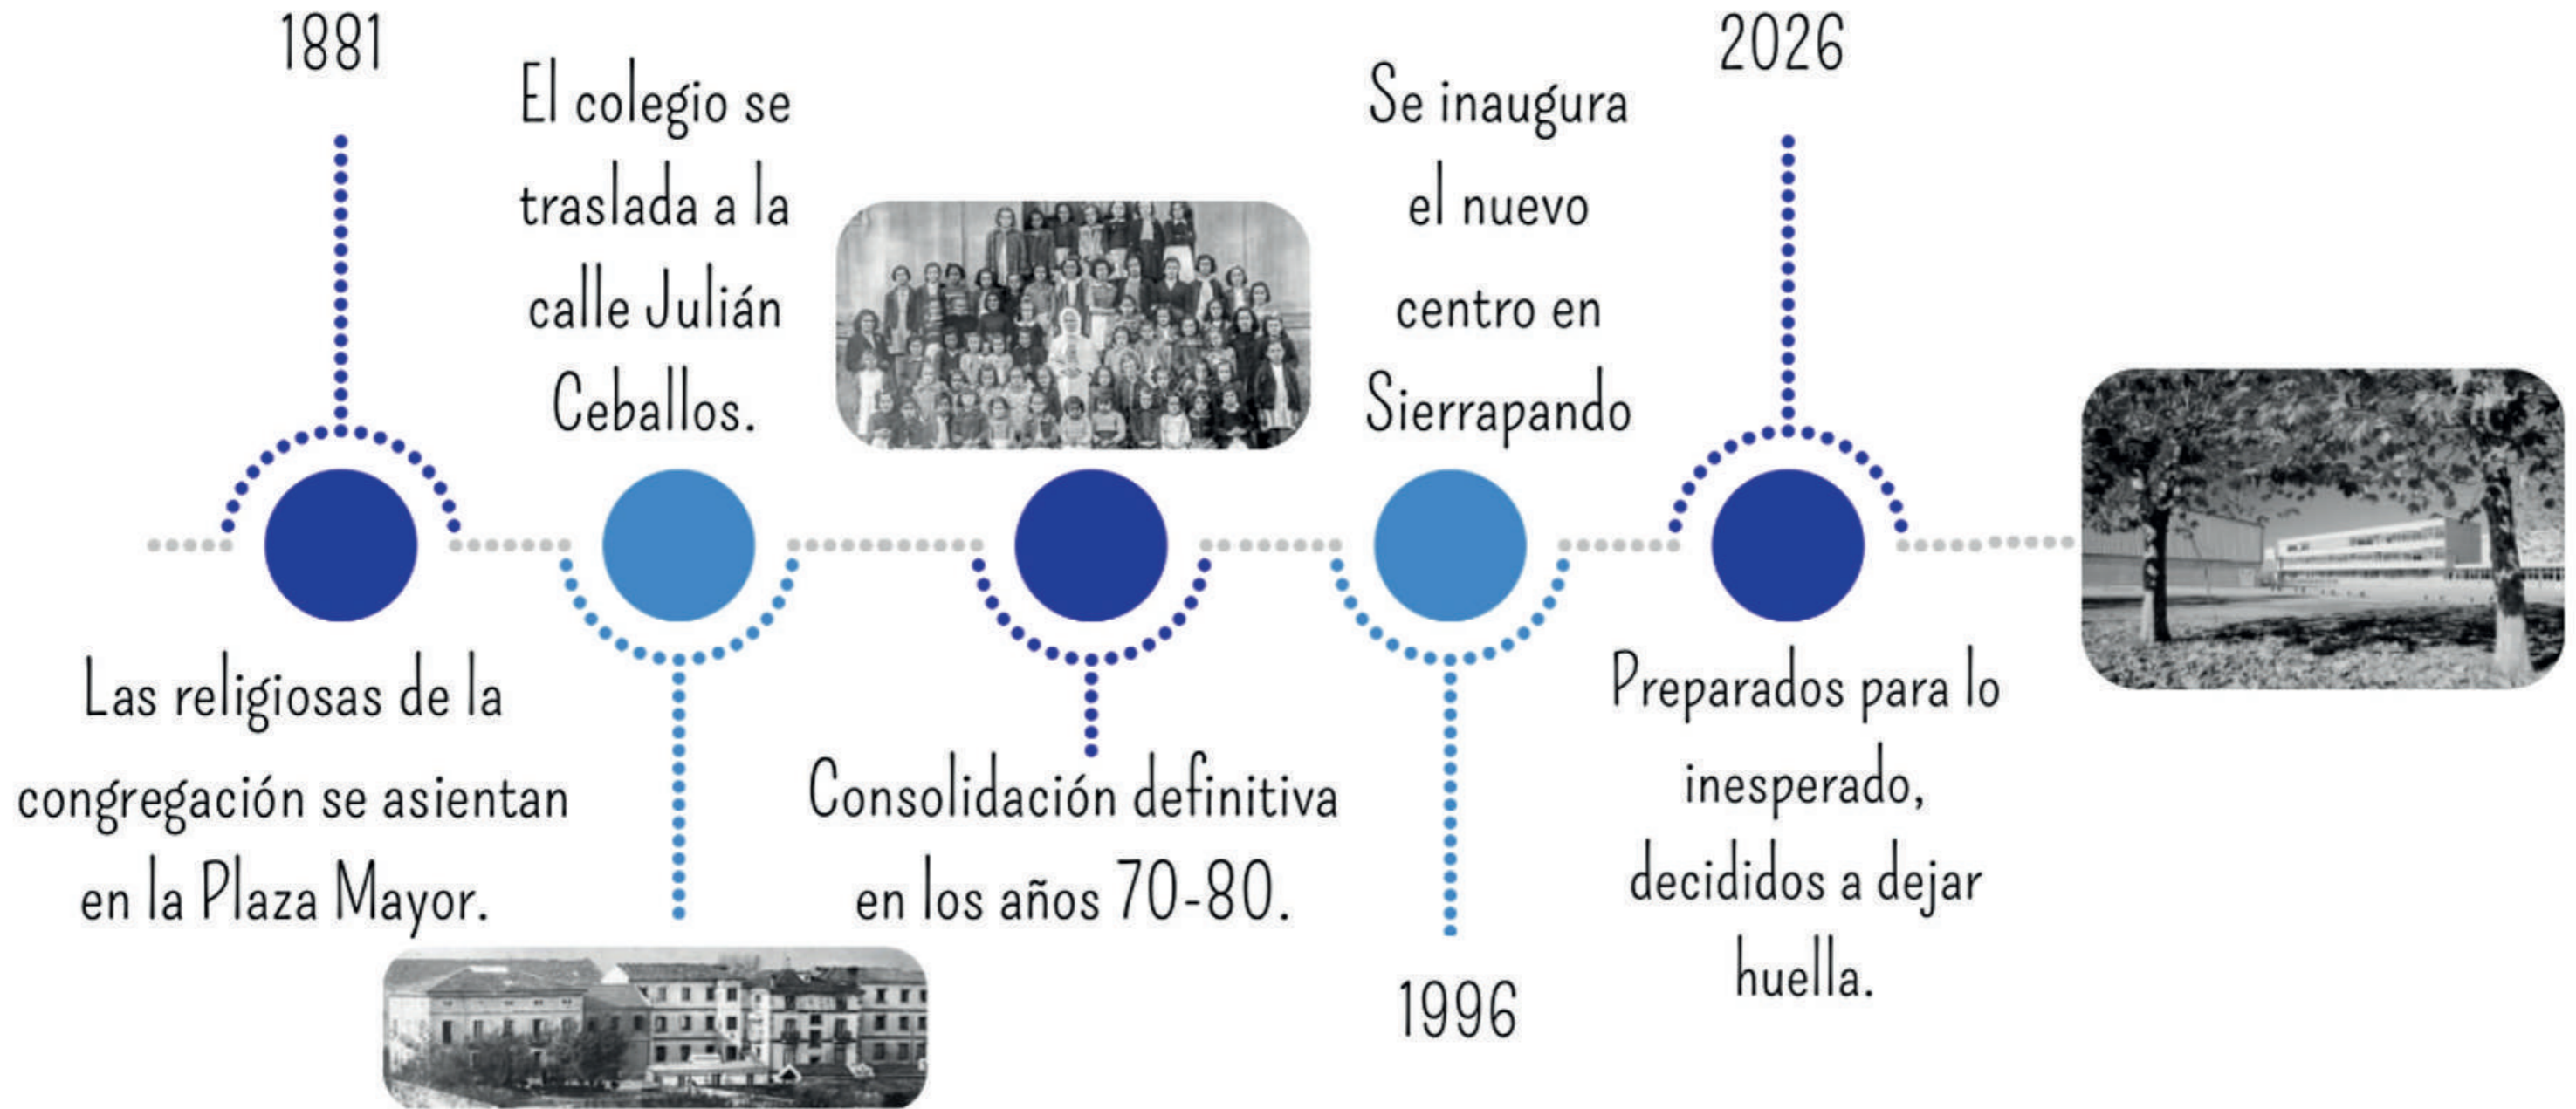 1881
Las religiosas de la
congregación se asientan
en la Plaza Mayor.
El colegio se
traslada a la
calle Julián
Ceballos.
Consolidación definitiva
en los años 70-80.
Se inaugura
el nuevo
centro en
Sierrapando
1996
2026
Preparados para lo
inesperado,
decididos a dejar
huella.